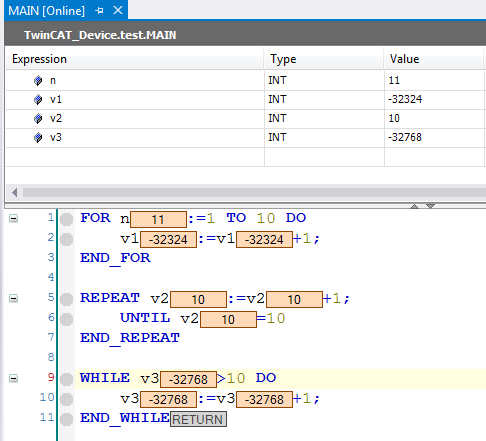 MAIN [Online]
TwinCAT_Device.test.MAIN
Expression Type Value
n INT 11
v1 INT -32324
v2 INT 10
v3 INT -32768
1 FOR n 11 :=1 TO 10 DO
2 v1 -32324 :=v1 -32324 +1;
3 END_FOR
4
5 REPEAT v2 10 :=v2 10 +1;
6 UNTIL v2 10 =10
7 END_REPEAT
8
9 WHILE v3 -32768 >10 DO
10 v3 -32768 :=v3 -32768 +1;
11 END_WHILE RETURN